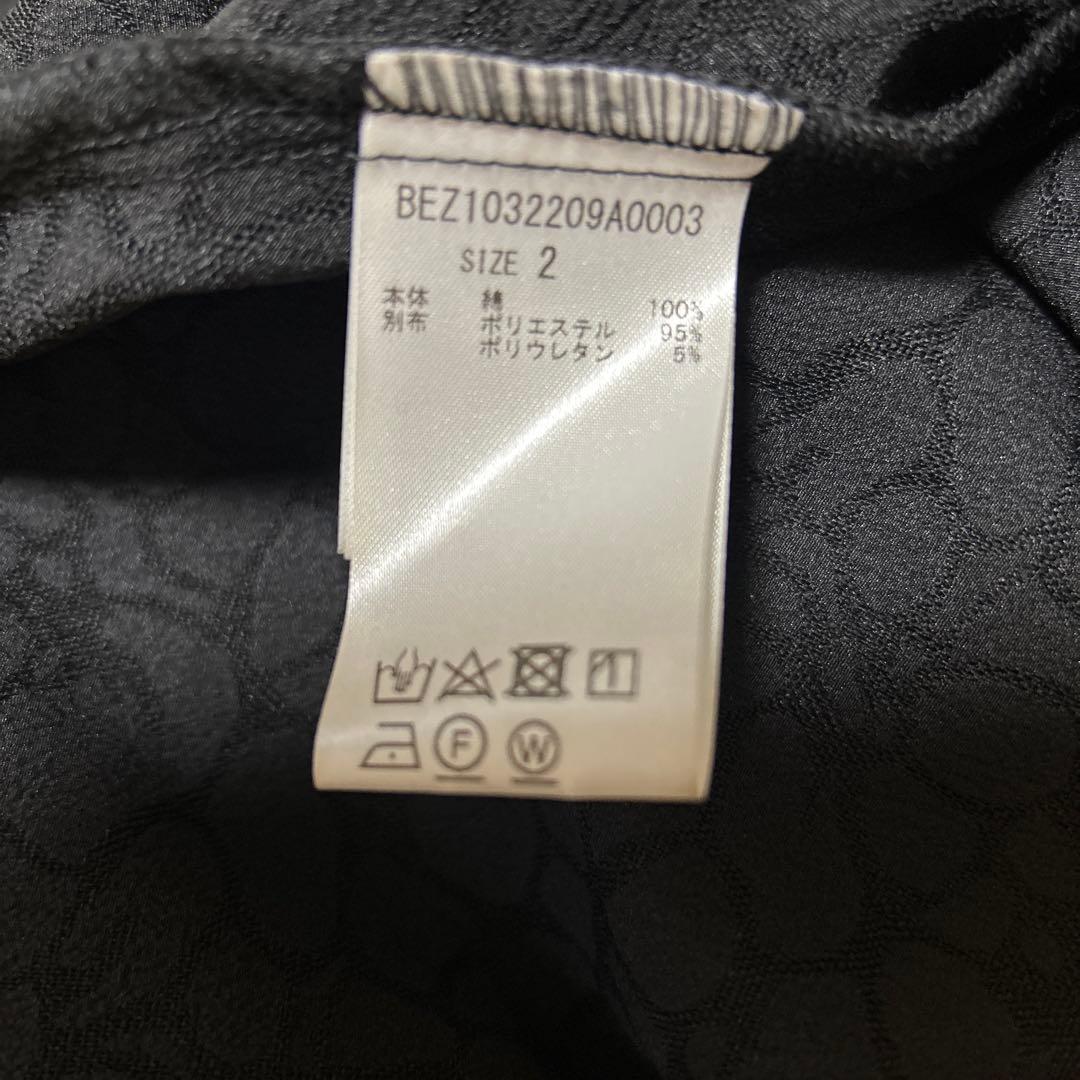 BEZ1032209A0003
SIZE 2
本体 綿 100%
別布 ポリエステル 95%
ポリウレタン 5%
F W